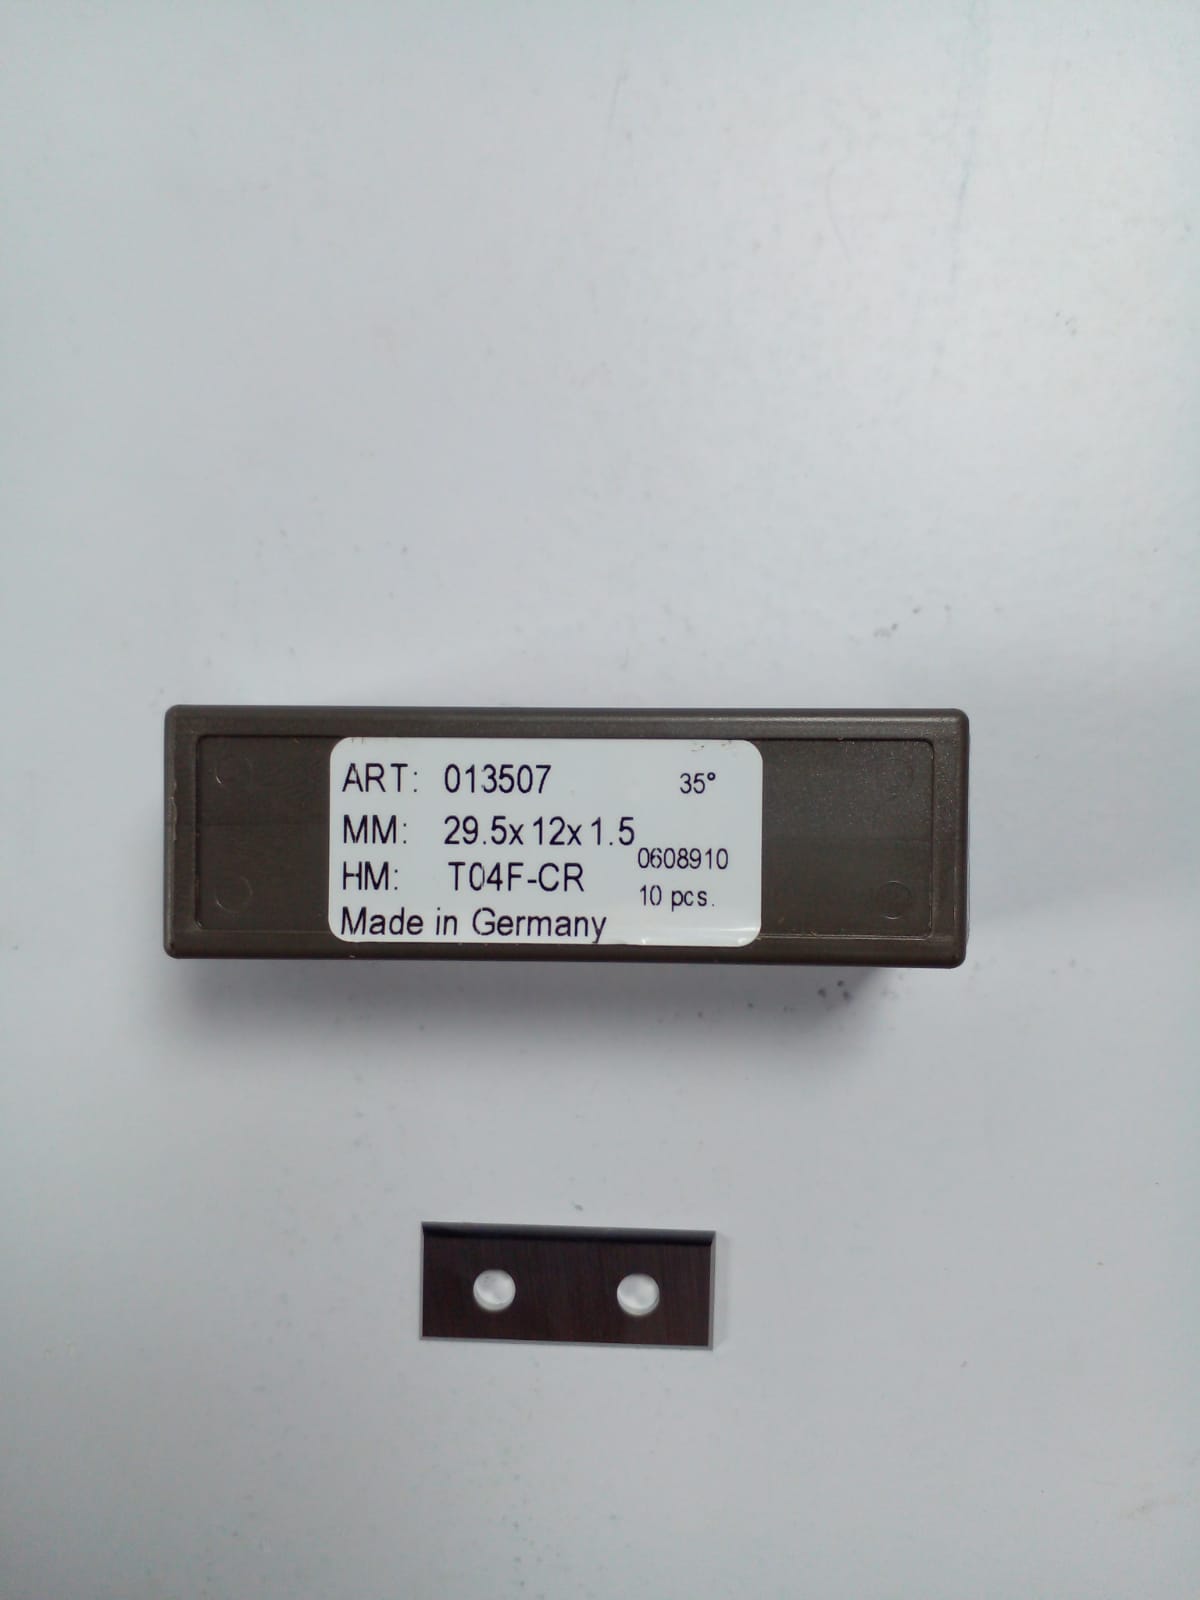 ART: 013507 35°
MM: 29.5x12x1.5
0608910
HM: T04F-CR
10 pcs.
Made in Germany